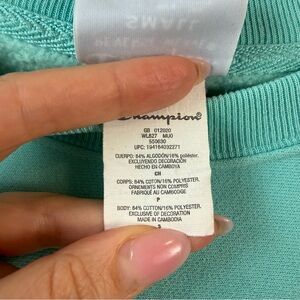 SMALL
Champion
GB 012020
WL827 MUO
550630
UPC: 194164092271
CUERPO: 84% ALGODÓN/16% poliéster.
EXCLUYENDO DECORACIÓN
HECHO EN CAMBOYA
CH
CORPS: 84% COTON/16% POLYESTER.
ORNEMENTS NON COMPRIS
FABRIQUÉ AU CAMBODGE
P
BODY: 84% COTTON/16% POLYESTER.
EXCLUSIVE OF DECORATION
MADE IN CAMBODIA
S